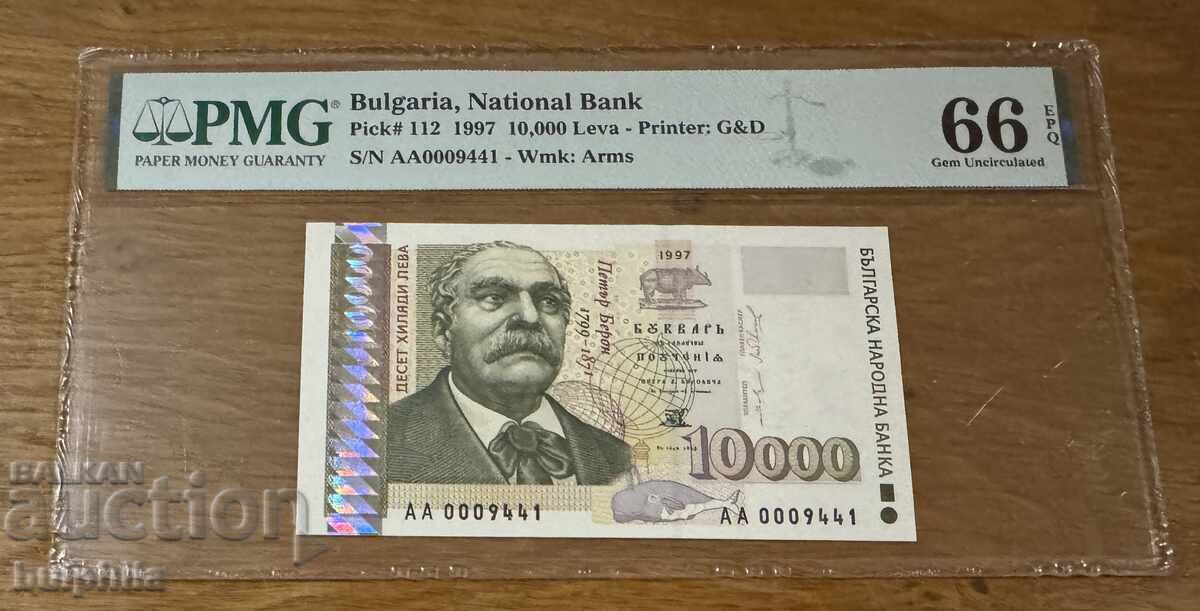 PMG®
PAPER MONEY GUARANTY
Bulgaria, National Bank
Pick# 112 1997 10,000 Leva - Printer: G&D
S/N AA0009441 - Wmk: Arms
66
EPQ
Gem Uncirculated
ДЕСЕТ ХИЛЯДИ ЛЕВА
Петър Берон
1799-1871
1997
БУКВАРЬ
10000
БЪЛГАРСКА НАРОДНА БАНКА
АА 0009441
АА 0009441
BALKAN
auction
bulphila